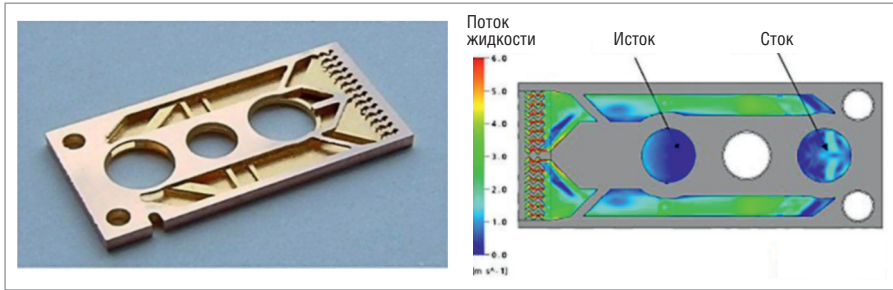 Поток
жидкости
Исток
Сток
6.0
5.0
4.0
3.0
2.0
1.0
0.0
[m s^-1]